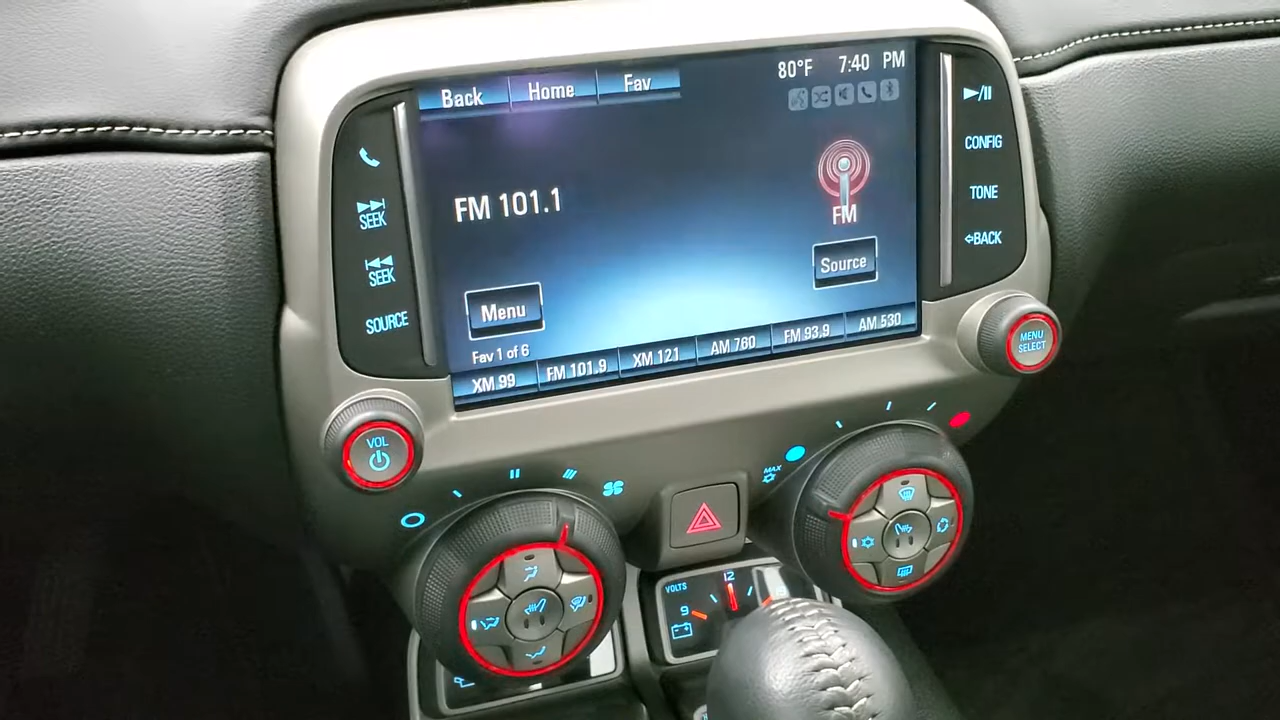 Back Home Fav
80°F 7:40 PM
FM 101.1
FM
Source
Menu
Fav 1 of 6
XM 99 FM 101.9 XM 121 AM 760 FM 93.9 AM 530
SEEK
SEEK
SOURCE
CONFIG
TONE
BACK
MENU
SELECT
VOL
MAX
VOLTS
9 12